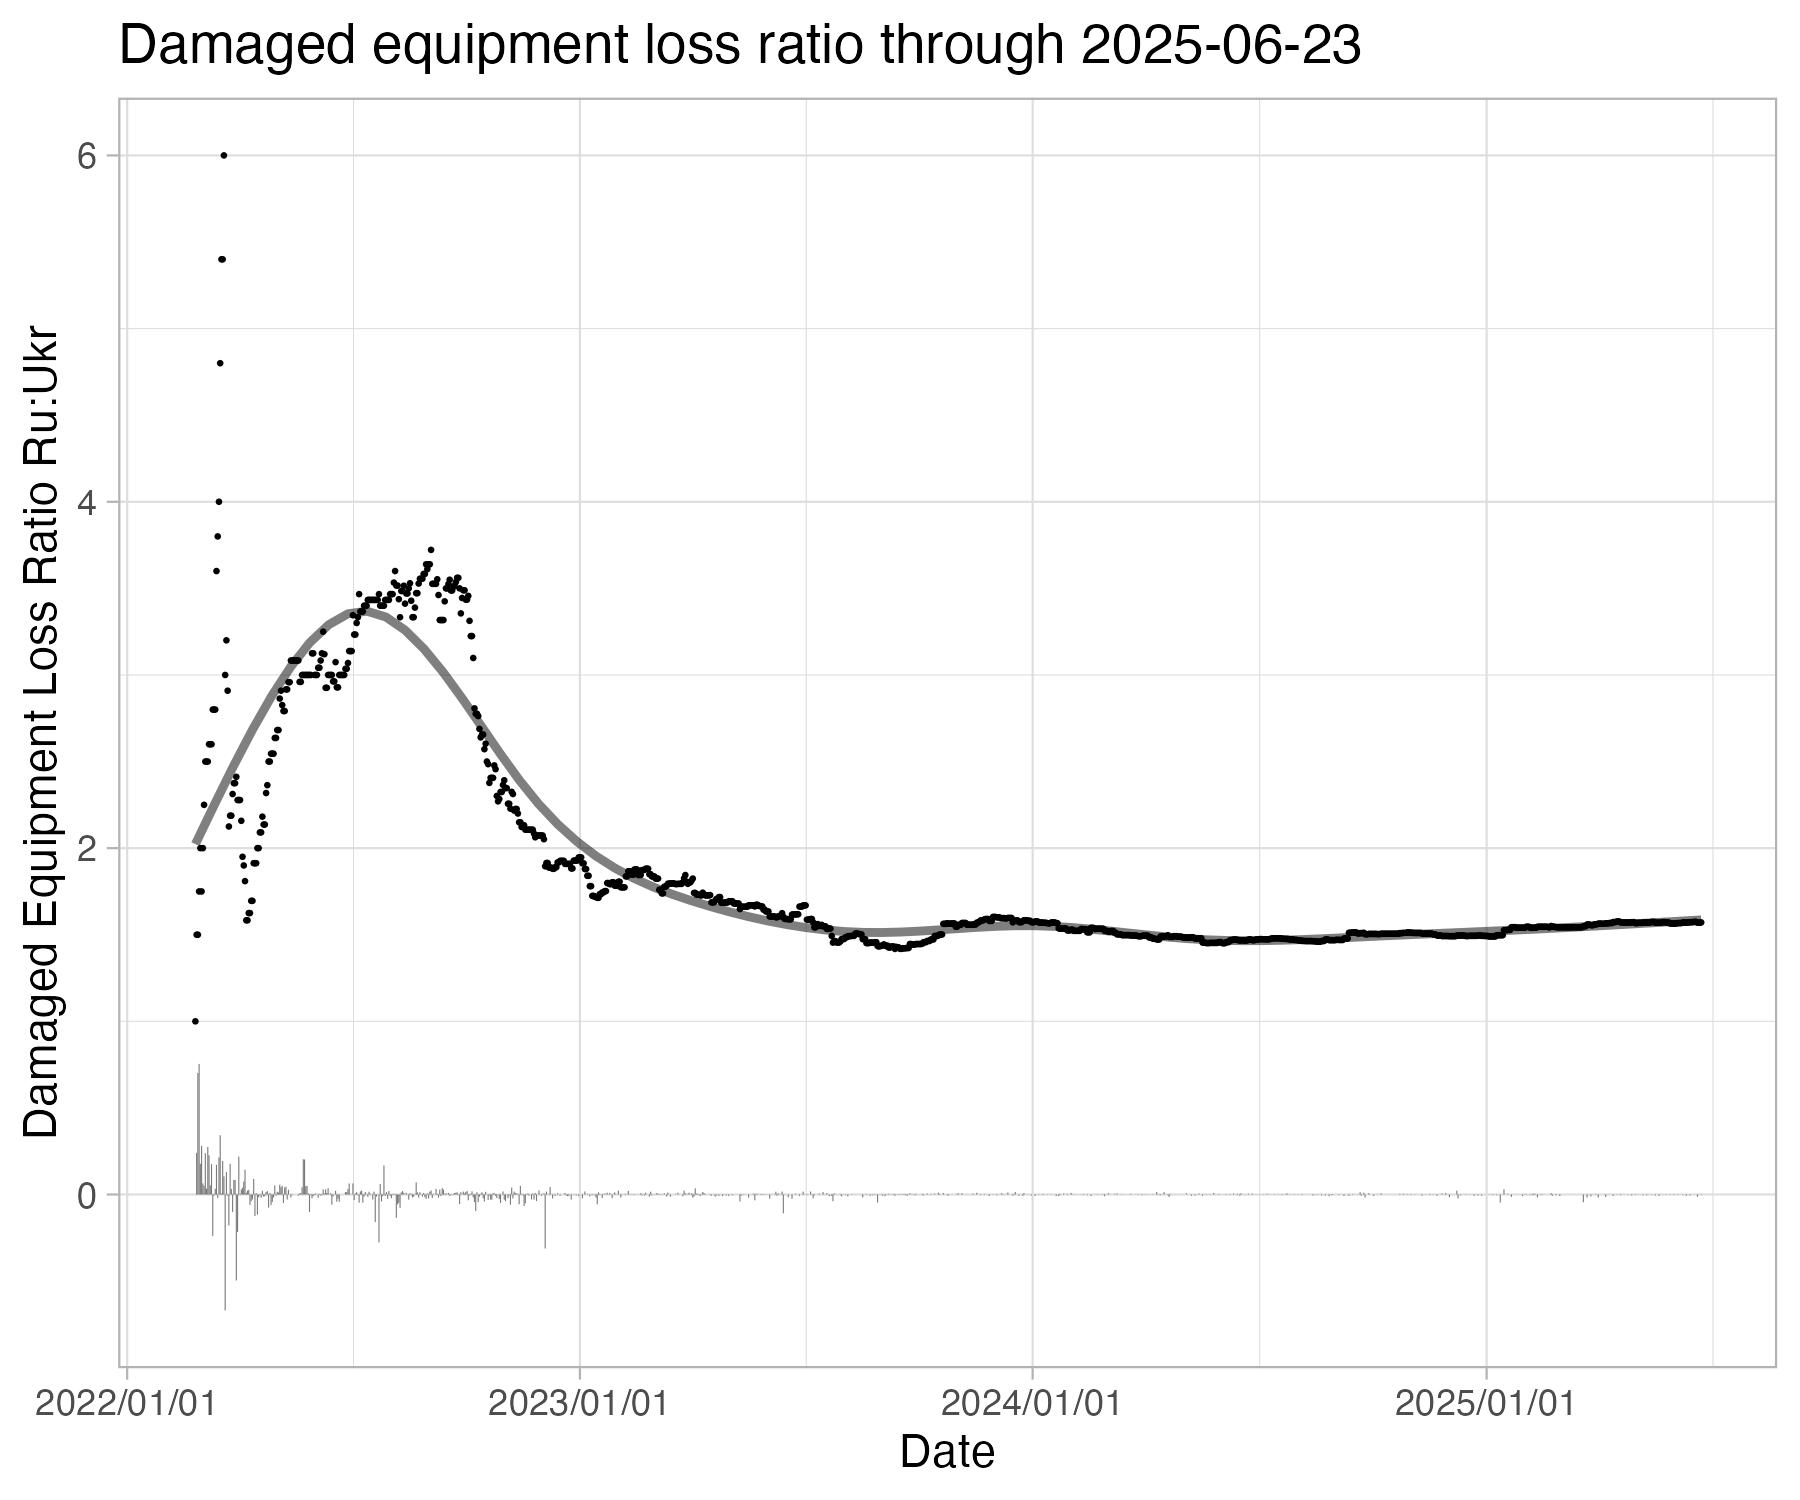 Damaged equipment loss ratio through 2025-06-23
Damaged Equipment Loss Ratio Ru:Ukr
6
4
2
0
2022/01/01
2023/01/01
2024/01/01
2025/01/01
Date